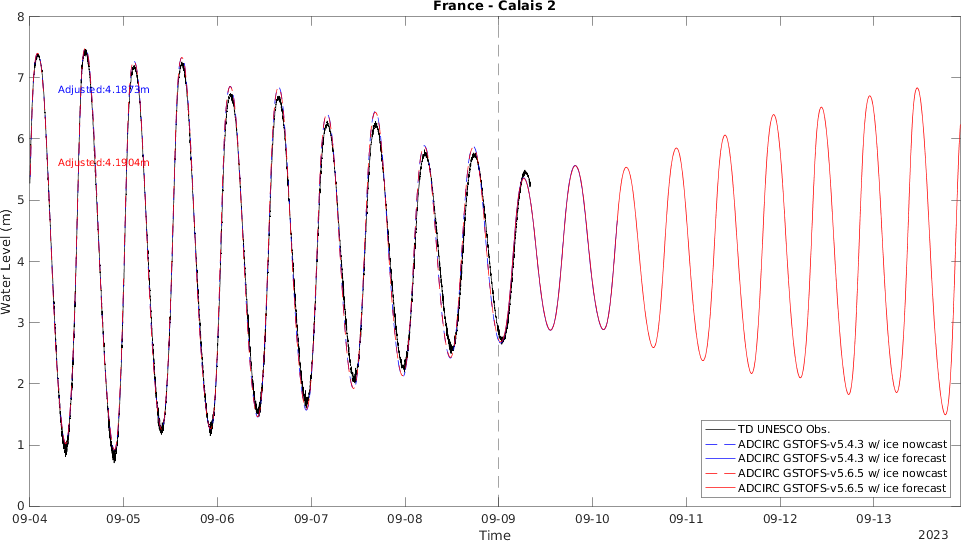 France - Calais 2
8
7
6
5
4
3
2
1
0
Water Level (m)
Adjusted:4.1873m
Adjusted:4.1904m
TD UNESCO Obs.
ADCIRC GSTOFS-v5.4.3 w/ ice nowcast
ADCIRC GSTOFS-v5.4.3 w/ ice forecast
ADCIRC GSTOFS-v5.6.5 w/ ice nowcast
ADCIRC GSTOFS-v5.6.5 w/ ice forecast
09-04 09-05 09-06 09-07 09-08 09-09 09-10 09-11 09-12 09-13
Time
2023